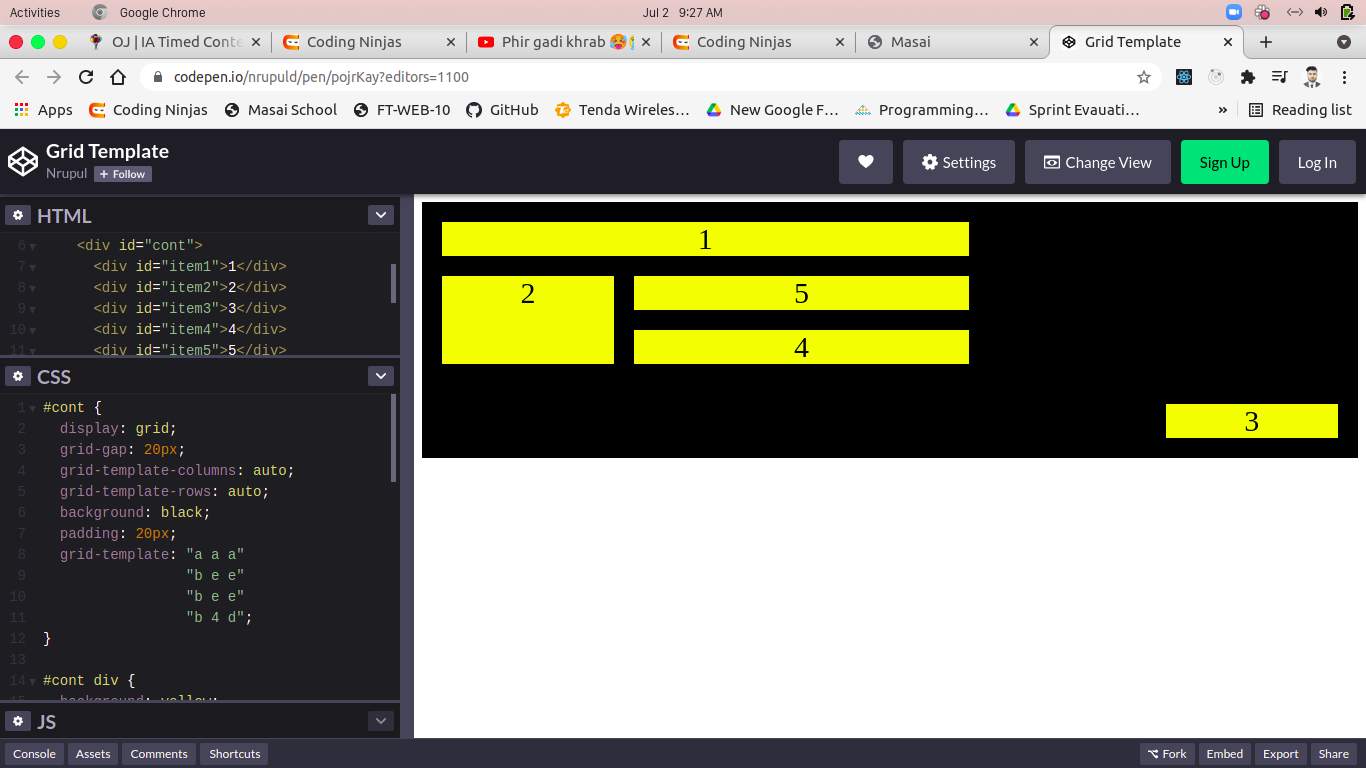 Activities Google Chrome Jul 2 9:27 AM
OJ | IA Timed Conte Coding Ninjas Phir gadi khrab Coding Ninjas Masai Grid Template
codepen.io/nrupuld/pen/pojrKay?editors=1100
Apps Coding Ninjas Masai School FT-WEB-10 GitHub Tenda Wireles… New Google F… Programming… Sprint Evauati… » Reading list
Grid Template
Nrupul + Follow
Settings Change View Sign Up Log In
HTML
6 <div id="cont">
7 <div id="item1">1</div>
8 <div id="item2">2</div>
9 <div id="item3">3</div>
10 <div id="item4">4</div>
11 <div id="item5">5</div>
CSS
1 #cont {
2 display: grid;
3 grid-gap: 20px;
4 grid-template-columns: auto;
5 grid-template-rows: auto;
6 background: black;
7 padding: 20px;
8 grid-template: "a a a"
9 "b e e"
10 "b e e"
11 "b 4 d";
12 }
13
14 #cont div {
15 background: yellow;
JS
1
2 5
4
3
Console Assets Comments Shortcuts Fork Embed Export Share